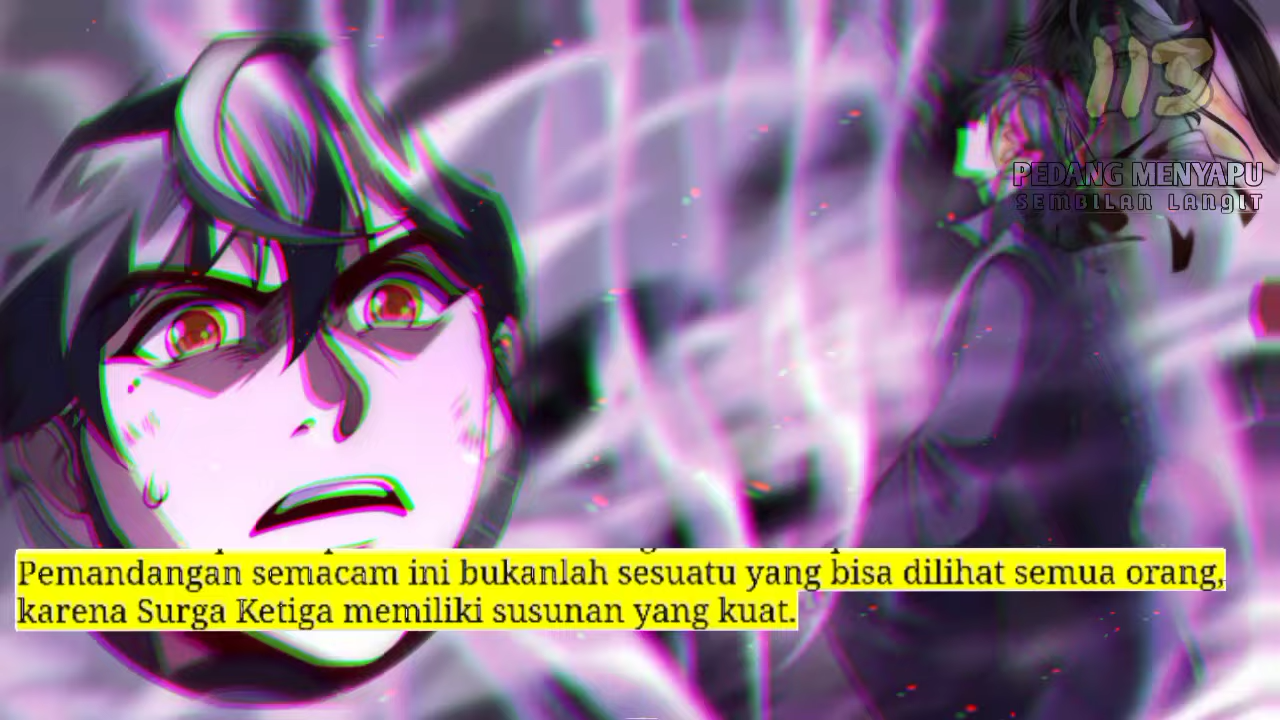 113
PEDANG MENYAPU
SEMBILAN LANGIT
Pemandangan semacam ini bukanlah sesuatu yang bisa dilihat semua orang,
karena Surga Ketiga memiliki susunan yang kuat.